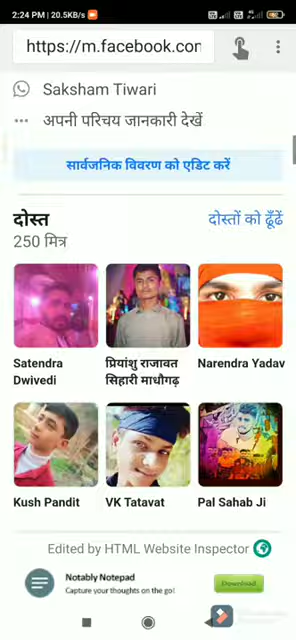 2:24 PM | 20.5KB/s
https://m.facebook.con
Saksham Tiwari
अपनी परिचय जानकारी देखें
सार्वजनिक विवरण को एडिट करें
दोस्त
दोस्तों को ढूँढें
250 मित्र
Satendra Dwivedi
प्रियांशु राजावत सिहारी माधौगढ़
Narendra Yadav
Kush Pandit
VK Tatavat
Pal Sahab Ji
Edited by HTML Website Inspector
Notably Notepad
Capture your thoughts on the go!
Download